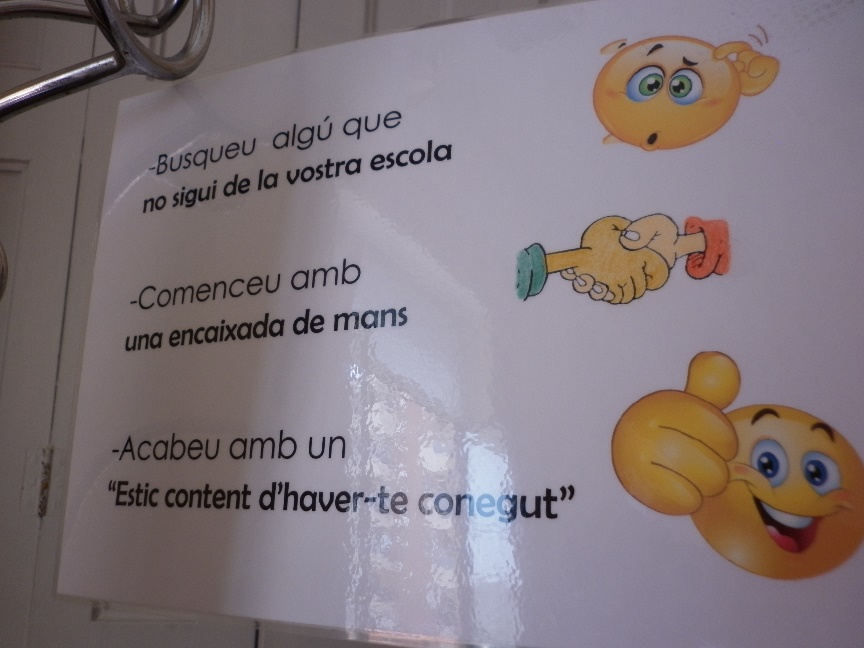 -Busqueu algú que
no sigui de la vostra escola
-Comenceu amb
una encaixada de mans
-Acabeu amb un
“Estic content d’haver-te conegut”